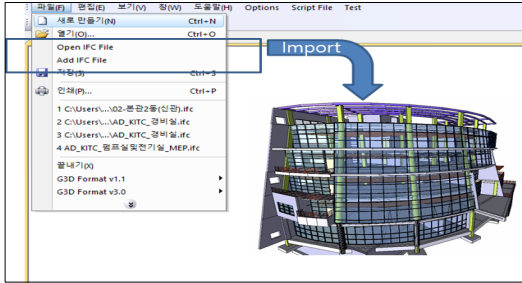 파일(F) 편집(E) 보기(V) 창(W) 도움말(H) Options Script File Test
새로 만들기(N) Ctrl+N
열기(O)... Ctrl+O
Open IFC File
Add IFC File
저장(S) Ctrl+S
인쇄(P)... Ctrl+P
1 C:\Users\...\02-본관2동(신관).ifc
2 C:\Users\...\AD_KITC_경비실.ifc
3 C:\Users\...\AD_KITC_경비실.ifc
4 AD_KITC_펌프실및전기실_MEP.ifc
끝내기(X)
G3D Format v1.1
G3D Format v3.0
Import